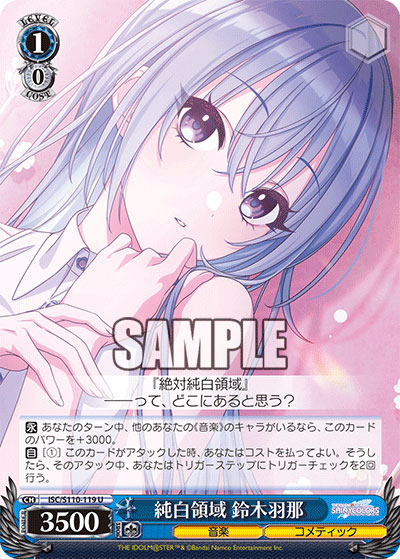 LEVEL
1
0
COST
SAMPLE
『絶対純白領域』
――って、どこにあると思う?
永 あなたのターン中、他のあなたの《音楽》のキャラがいるなら、このカード
のパワーを+3000。
自[①] このカードがアタックした時、あなたはコストを払ってよい。そうし
たら、そのアタック中、あなたはトリガーステップにトリガーチェックを2回
行う。
CH ISC/S110-119 U
3500
純白領域 鈴木羽那
SHINYCOLORS
音楽
コメティック
THE IDOLM@STER™& ©Bandai Namco Entertainment Inc.